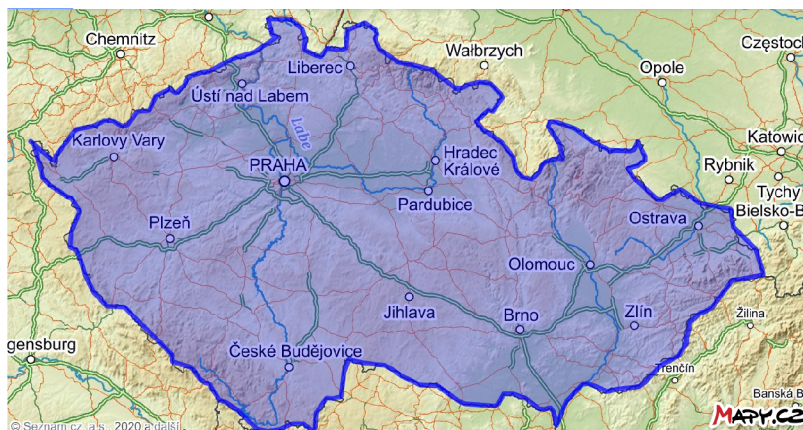 Chemnitz
Wałbrzych
Częstoch
Liberec
Opole
Ústí nad Labem
Labe
Karlovy Vary
Katowic
PRAHA
Hradec
Králové
Rybnik
Tychy
Pardubice
Bielsko-B
Plzeň
Ostrava
Olomouc
Jihlava
Brno
Zlín
Žilina
gensburg
České Budějovice
Trenčín
Banská B
© Seznam.cz, a.s., 2020 a další
MAPY.CZ